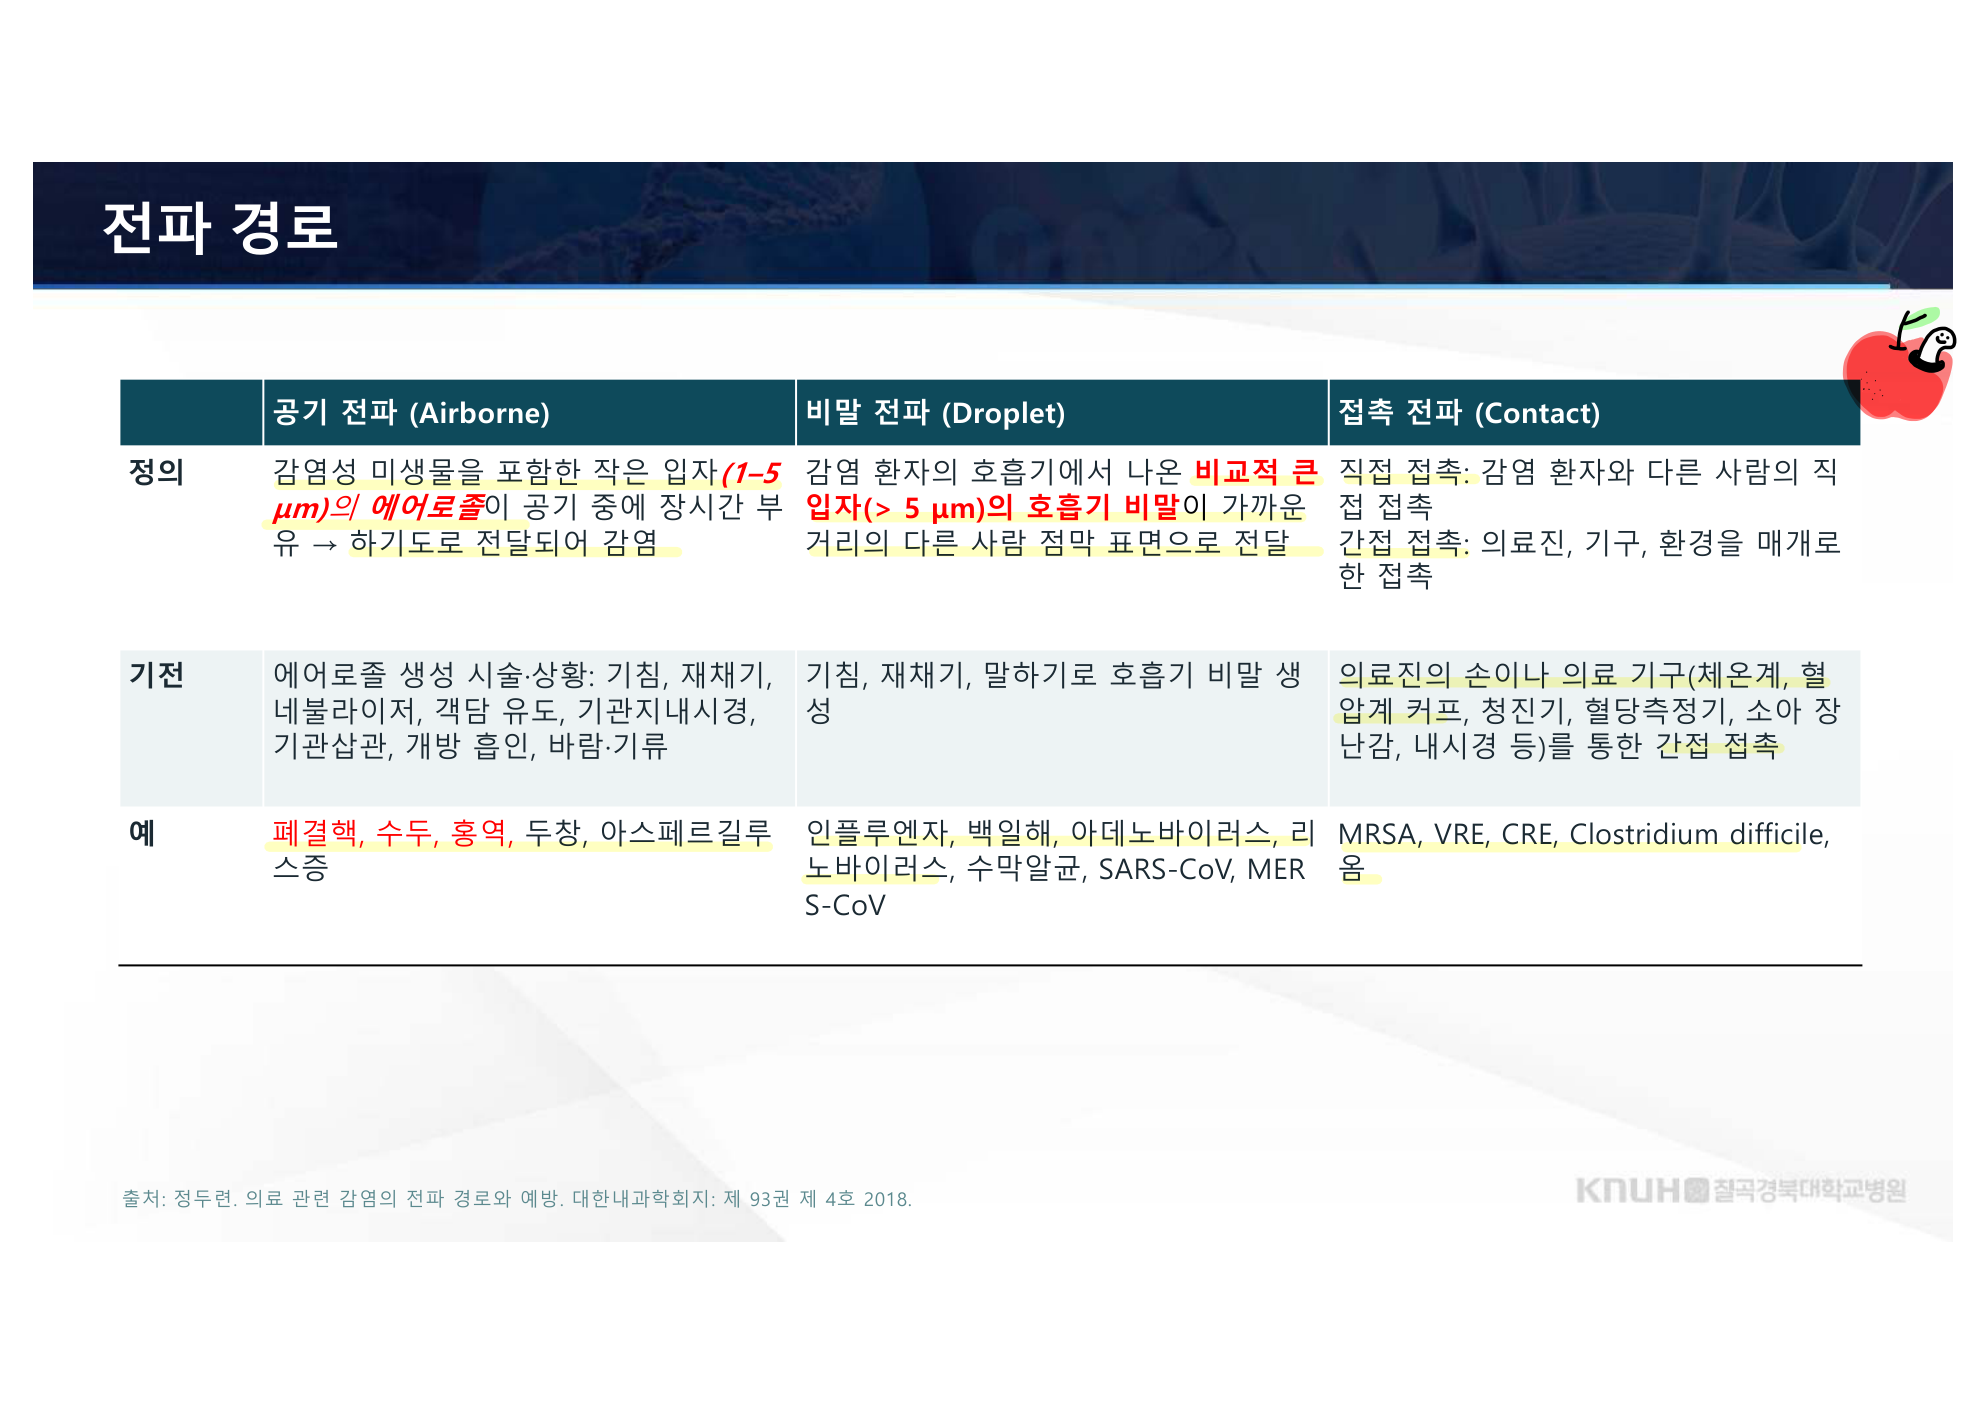 전파 경로
공기 전파 (Airborne)
비말 전파 (Droplet)
접촉 전파 (Contact)
정의
감염성 미생물을 포함한 작은 입자(1–5
μm)의 에어로졸이 공기 중에 장시간 부
유 → 하기도로 전달되어 감염
감염 환자의 호흡기에서 나온 비교적 큰
입자(> 5 μm)의 호흡기 비말이 가까운
거리의 다른 사람 점막 표면으로 전달
직접 접촉: 감염 환자와 다른 사람의 직
접 접촉
간접 접촉: 의료진, 기구, 환경을 매개로
한 접촉
기전
에어로졸 생성 시술·상황: 기침, 재채기,
네불라이저, 객담 유도, 기관지내시경,
기관삽관, 개방 흡인, 바람·기류
기침, 재채기, 말하기로 호흡기 비말 생
성
의료진의 손이나 의료 기구(체온계, 혈
압계 커프, 청진기, 혈당측정기, 소아 장
난감, 내시경 등)를 통한 간접 접촉
예
폐결핵, 수두, 홍역, 두창, 아스페르길루
스증
인플루엔자, 백일해, 아데노바이러스, 리
노바이러스, 수막알균, SARS-CoV, MER
S-CoV
MRSA, VRE, CRE, Clostridium difficile,
옴
출처: 정두련. 의료 관련 감염의 전파 경로와 예방. 대한내과학회지: 제 93권 제 4호 2018.
KNUH 칠곡경북대학교병원